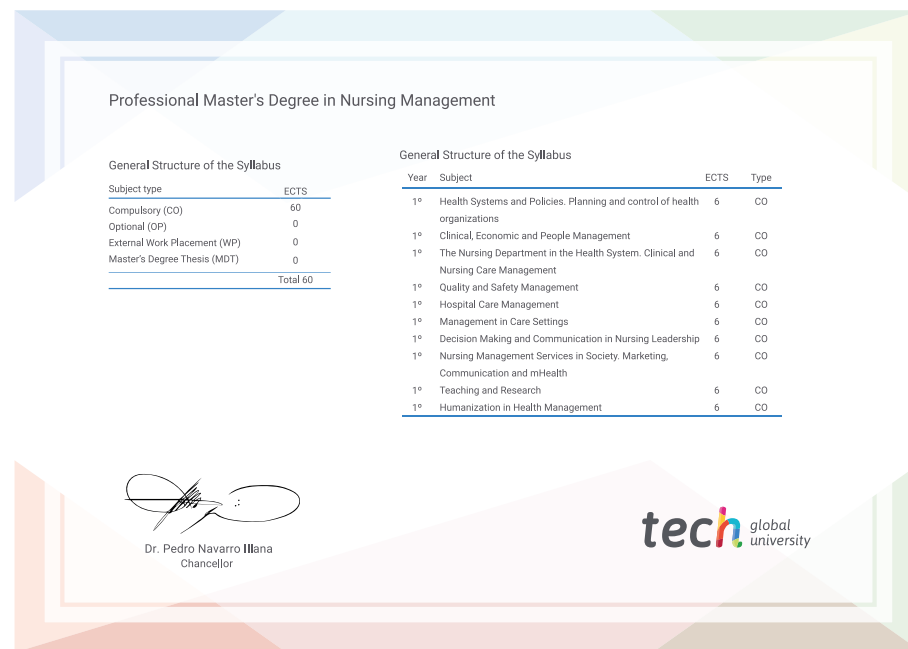 Professional Master's Degree in Nursing Management
General Structure of the Syllabus
Subject type ECTS
Compulsory (CO) 60
Optional (OP) 0
External Work Placement (WP) 0
Master's Degree Thesis (MDT) 0
Total 60
General Structure of the Syllabus
Year Subject ECTS Type
1º Health Systems and Policies. Planning and control of health 6 CO
organizations
1º Clinical, Economic and People Management 6 CO
1º The Nursing Department in the Health System. Clinical and 6 CO
Nursing Care Management
1º Quality and Safety Management 6 CO
1º Hospital Care Management 6 CO
1º Management in Care Settings 6 CO
1º Decision Making and Communication in Nursing Leadership 6 CO
1º Nursing Management Services in Society. Marketing, 6 CO
Communication and mHealth
1º Teaching and Research 6 CO
1º Humanization in Health Management 6 CO
Dr. Pedro Navarro Illana
Chancellor
tech global
university